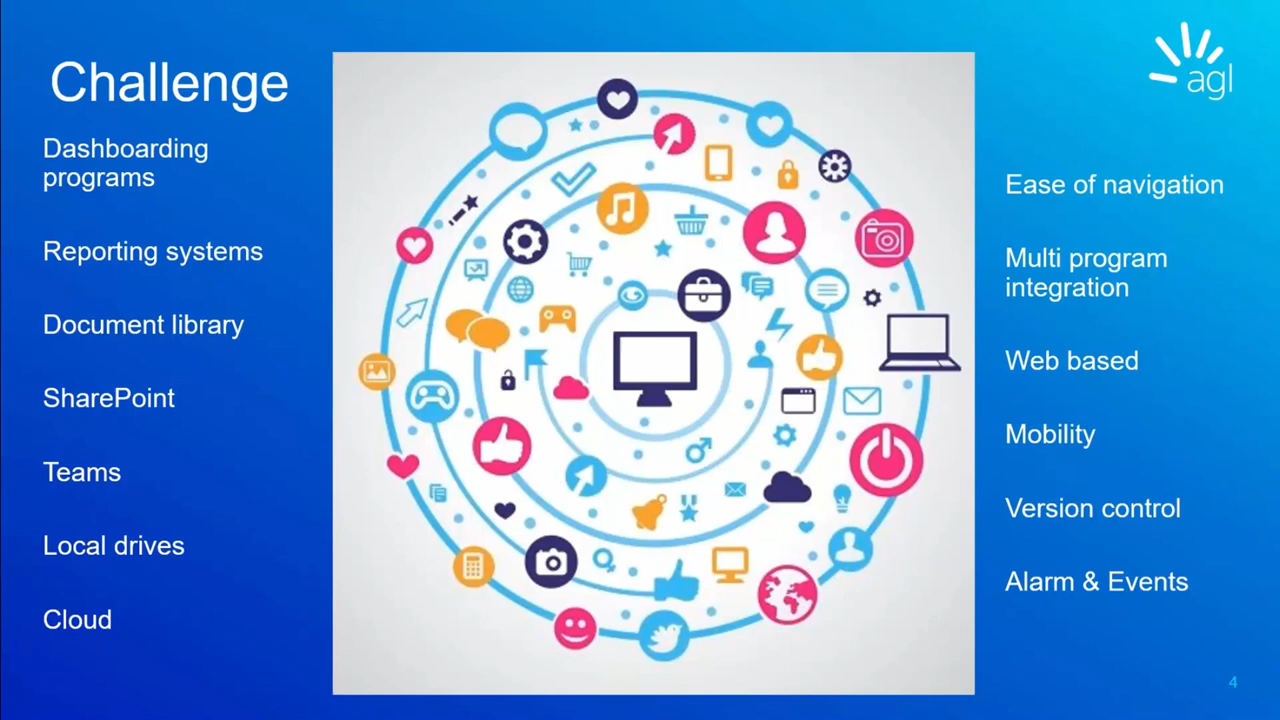 Challenge
Dashboarding
programs
Reporting systems
Document library
SharePoint
Teams
Local drives
Cloud
agl
Ease of navigation
Multi program
integration
Web based
Mobility
Version control
Alarm & Events
4